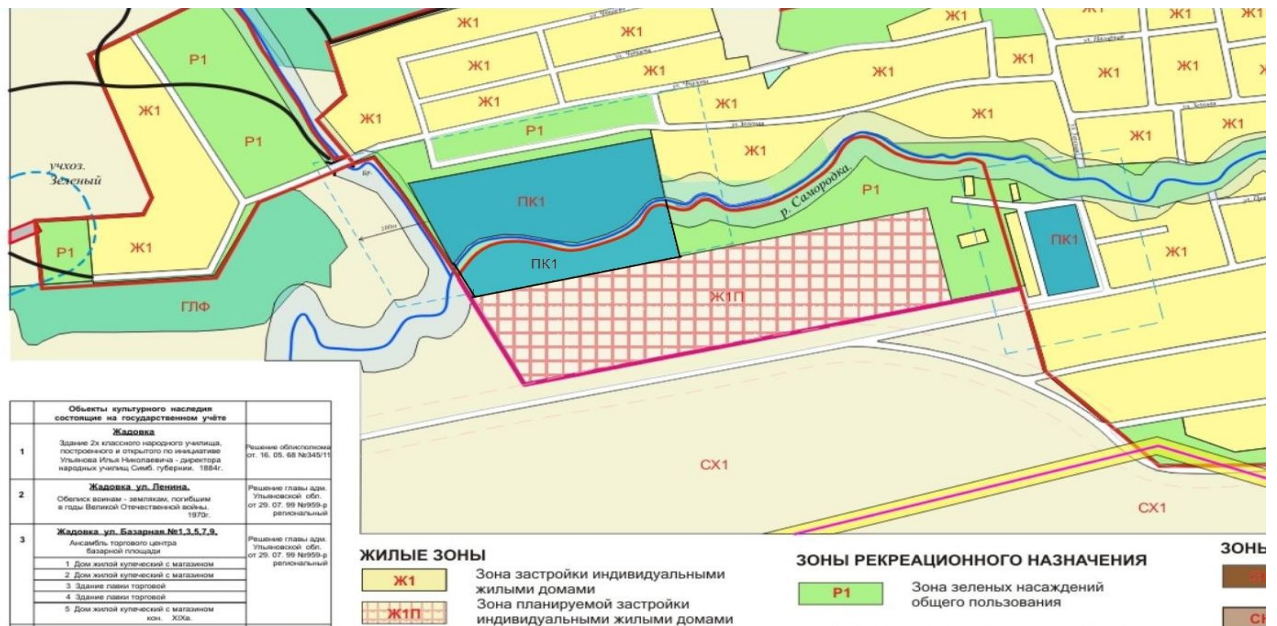 Ж1
Р1
Ж1
Ж1
Ж1
Ж1
Ж1
Ж1
Ж1
Ж1
Ж1
Ж1
Ж1
Ж1
Ж1
Р1
Р1
Ж1
Ж1
Ж1
Ж1
учхоз.
Зеленый
Р1
Ж1
ПК1
р. Самородка
Р1
ПК1
ПК1
Ж1
100м
Ж1П
ГЛФ
СХ1
СХ1
Объекты культурного наследия
состоящие на государственном учёте
1
Жадовка
Здание 2х классного народного училища,
построенного и открытого по инициативе
Ульянова Ильи Николаевича - директора
народных училищ Симб. губернии. 1884г.
Решение облисполкома
от. 16. 05. 68 №345/11
2
Жадовка ул. Ленина.
Обелиск воинам - землякам, погибшим
в годы Великой Отечественной войны.
1970г.
Решение главы адм.
Ульяновской обл.
от 29. 07. 99 №959-р
региональный
3
Жадовка ул. Базарная №1,3,5,7,9.
Ансамбль торгового центра
базарной площади
Решение главы адм.
Ульяновской обл.
от 29. 07. 99 №959-р
региональный
1 Дом жилой купеческий с магазином
2 Дом жилой купеческий с магазином
3 Здание лавки торговой
4 Здание лавки торговой
5 Дом жилой купеческий с магазином
кон. XIXв.
ЖИЛЫЕ ЗОНЫ
Ж1
Зона застройки индивидуальными
жилыми домами
Ж1П
Зона планируемой застройки
индивидуальными жилыми домами
ЗОНЫ РЕКРЕАЦИОННОГО НАЗНАЧЕНИЯ
Р1
Зона зеленых насаждений
общего пользования
ЗОНЫ